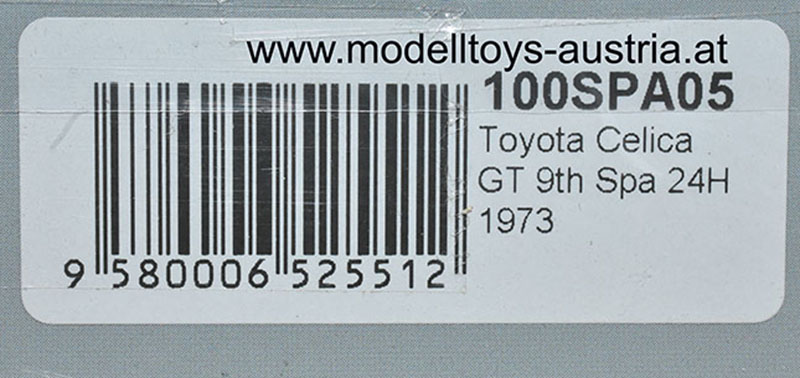 www.modelltoys-austria.at
100SPA05
Toyota Celica
GT 9th Spa 24H
1973
9 580006 525512